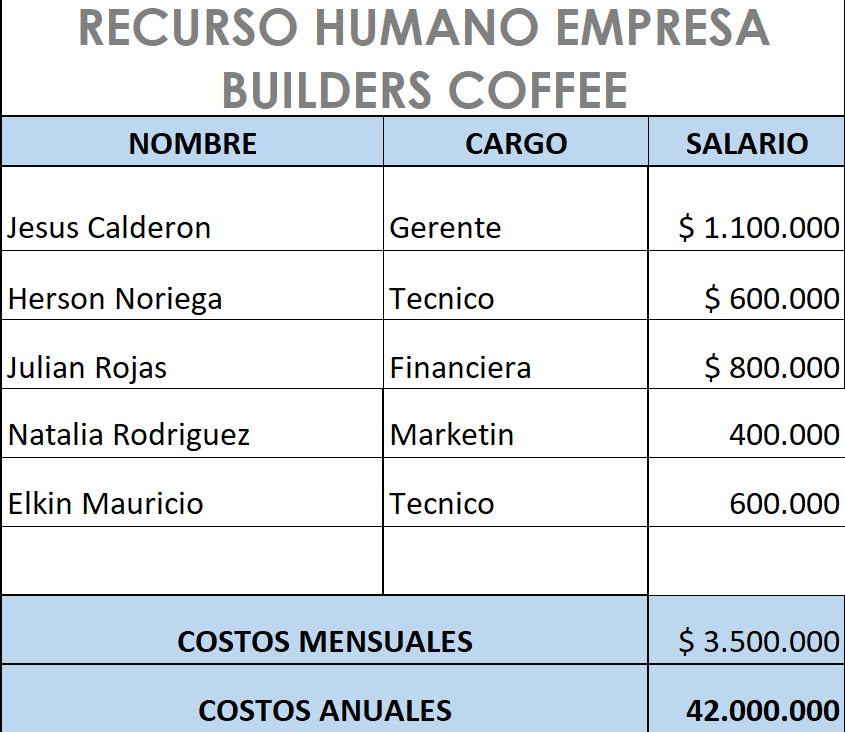 RECURSO HUMANO EMPRESA
BUILDERS COFFEE
NOMBRE CARGO SALARIO
Jesus Calderon Gerente $ 1.100.000
Herson Noriega Tecnico $ 600.000
Julian Rojas Financiera $ 800.000
Natalia Rodriguez Marketin 400.000
Elkin Mauricio Tecnico 600.000
COSTOS MENSUALES $ 3.500.000
COSTOS ANUALES 42.000.000